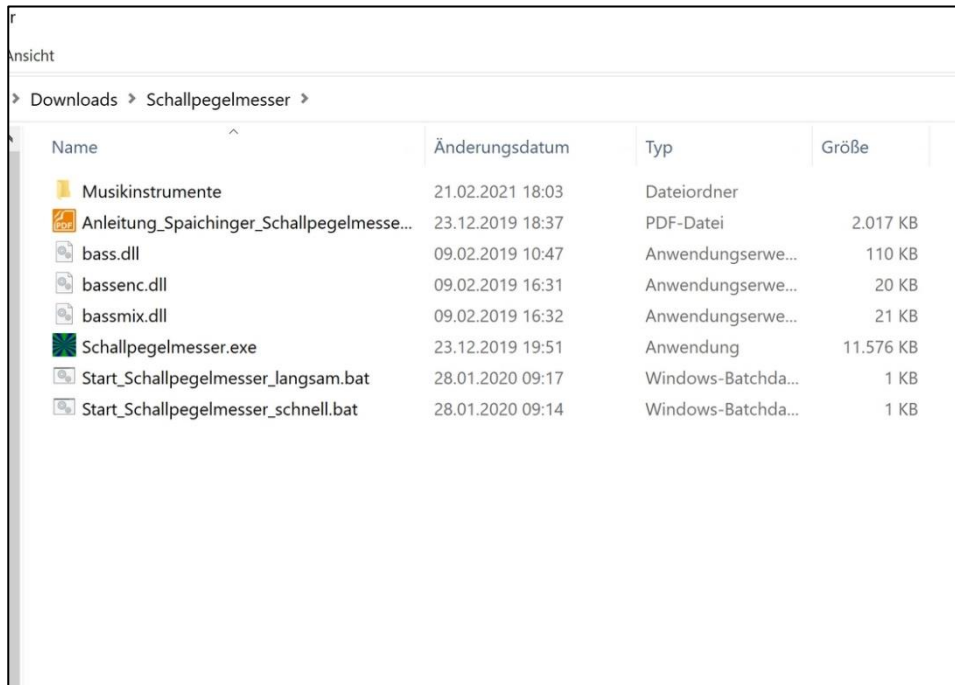 r
Ansicht
> Downloads > Schallpegelmesser >
Name Änderungsdatum Typ Größe
Musikinstrumente 21.02.2021 18:03 Dateiordner
PDF Anleitung_Spaichinger_Schallpegelmesse... 23.12.2019 18:37 PDF-Datei 2.017 KB
bass.dll 09.02.2019 10:47 Anwendungserwe... 110 KB
bassenc.dll 09.02.2019 16:31 Anwendungserwe... 20 KB
bassmix.dll 09.02.2019 16:32 Anwendungserwe... 21 KB
Schallpegelmesser.exe 23.12.2019 19:51 Anwendung 11.576 KB
Start_Schallpegelmesser_langsam.bat 28.01.2020 09:17 Windows-Batchda... 1 KB
Start_Schallpegelmesser_schnell.bat 28.01.2020 09:14 Windows-Batchda... 1 KB